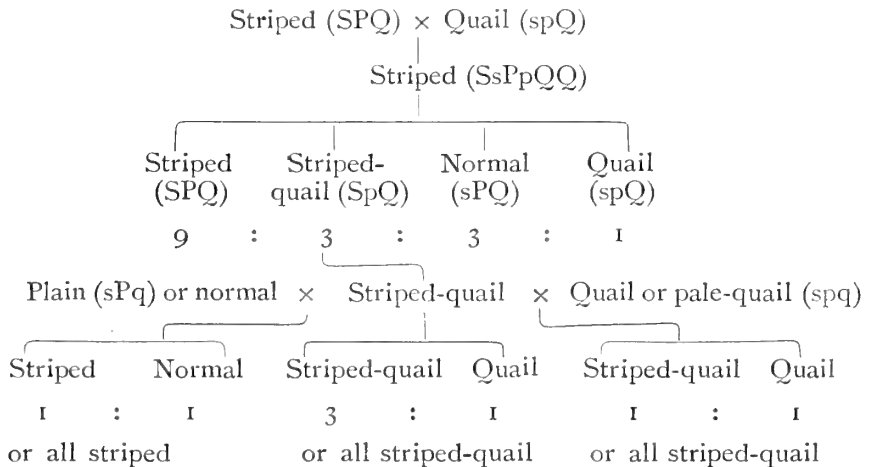 Striped (SPQ) × Quail (spQ)
Striped (SsPpQQ)
Striped Striped- Normal Quail
(SPQ) quail (SpQ) (sPQ) (spQ)
9 : 3 : 3 : 1
Plain (sPq) or normal × Striped-quail × Quail or pale-quail (spq)
Striped Normal Striped-quail Quail Striped-quail Quail
1 : 1 3 : 1 1 : 1
or all striped or all striped-quail or all striped-quail